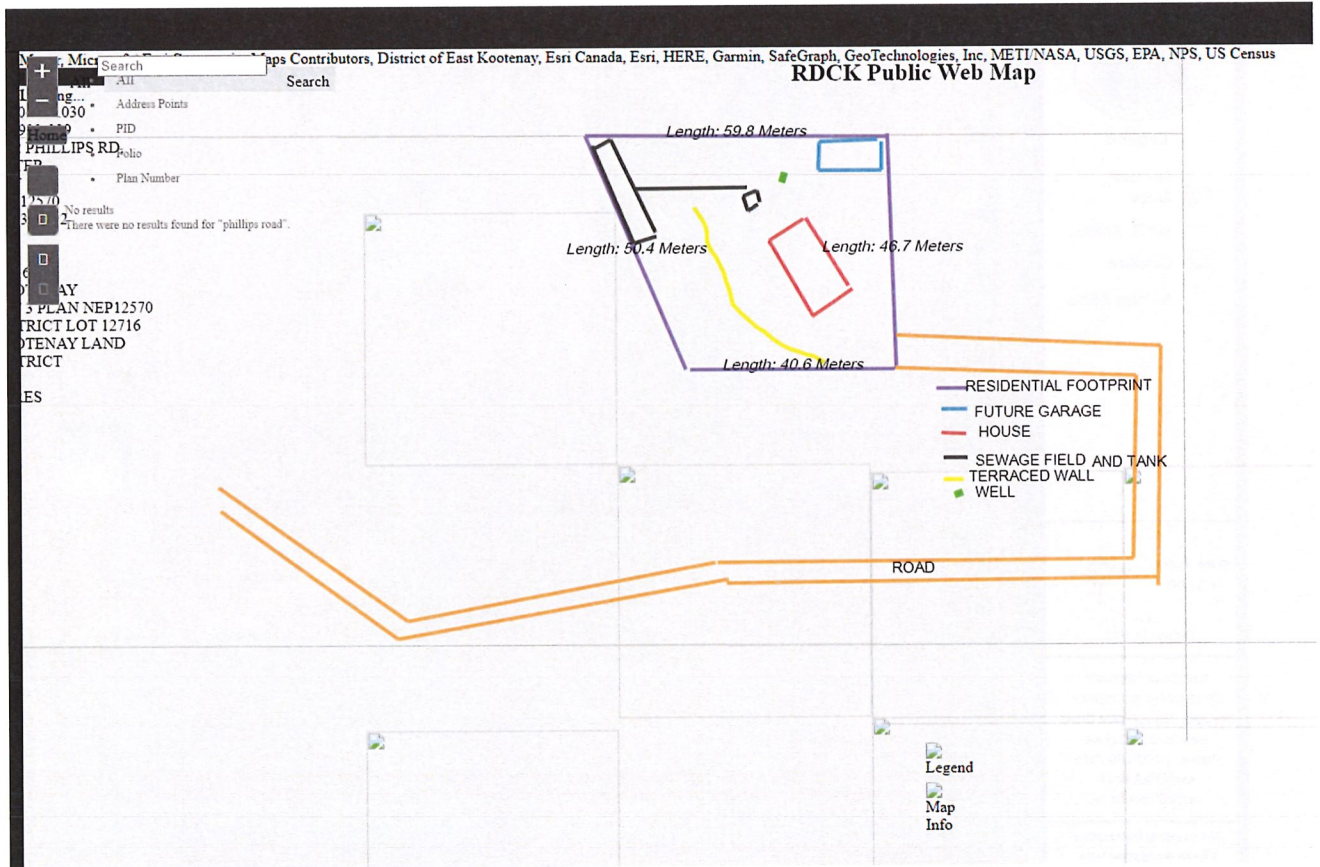 Maps Contributors, District of East Kootenay, Esri Canada, Esri, HERE, Garmin, SafeGraph, GeoTechnologies, Inc, METI/NASA, USGS, EPA, NPS, US Census
RDCK Public Web Map
+
Search
All
Search
−
Address Points
1030
PID
Home
PHILLIPS RD
Folio
Plan Number
12570
No results
There were no results found for "phillips road".
PLAN NEP12570
LOT 12716
LAND
Length: 59.8 Meters
Length: 50.4 Meters
Length: 46.7 Meters
Length: 40.6 Meters
RESIDENTIAL FOOTPRINT
FUTURE GARAGE
HOUSE
SEWAGE FIELD AND TANK
TERRACED WALL
WELL
ROAD
Legend
Map
Info